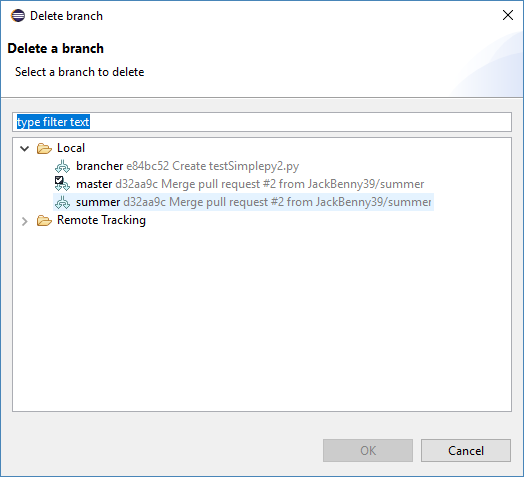 Delete branch
Delete a branch
Select a branch to delete
type filter text
Local
brancher e84bc52 Create testSimplepy2.py
master d32aa9c Merge pull request #2 from JackBenny39/summer
summer d32aa9c Merge pull request #2 from JackBenny39/summer
Remote Tracking
OK Cancel